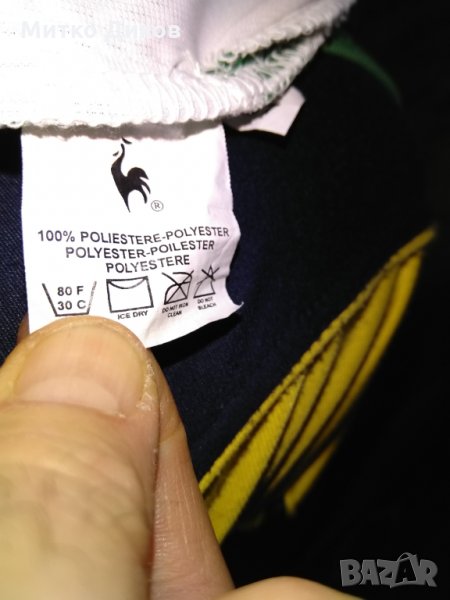 Митко Диков
®
100% POLIESTERE-POLYESTER
POLYESTER-POILESTER
POLYESTERE
80 F
30 C
ICE DRY
DO NOT IRON
CLEAN
DO NOT
BLEACH
BAZAR